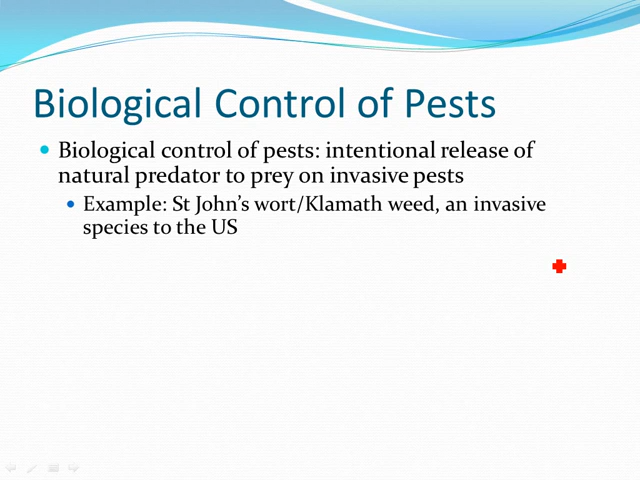 Biological Control of Pests
Biological control of pests: intentional release of
natural predator to prey on invasive pests
Example: St John’s wort/Klamath weed, an invasive
species to the US